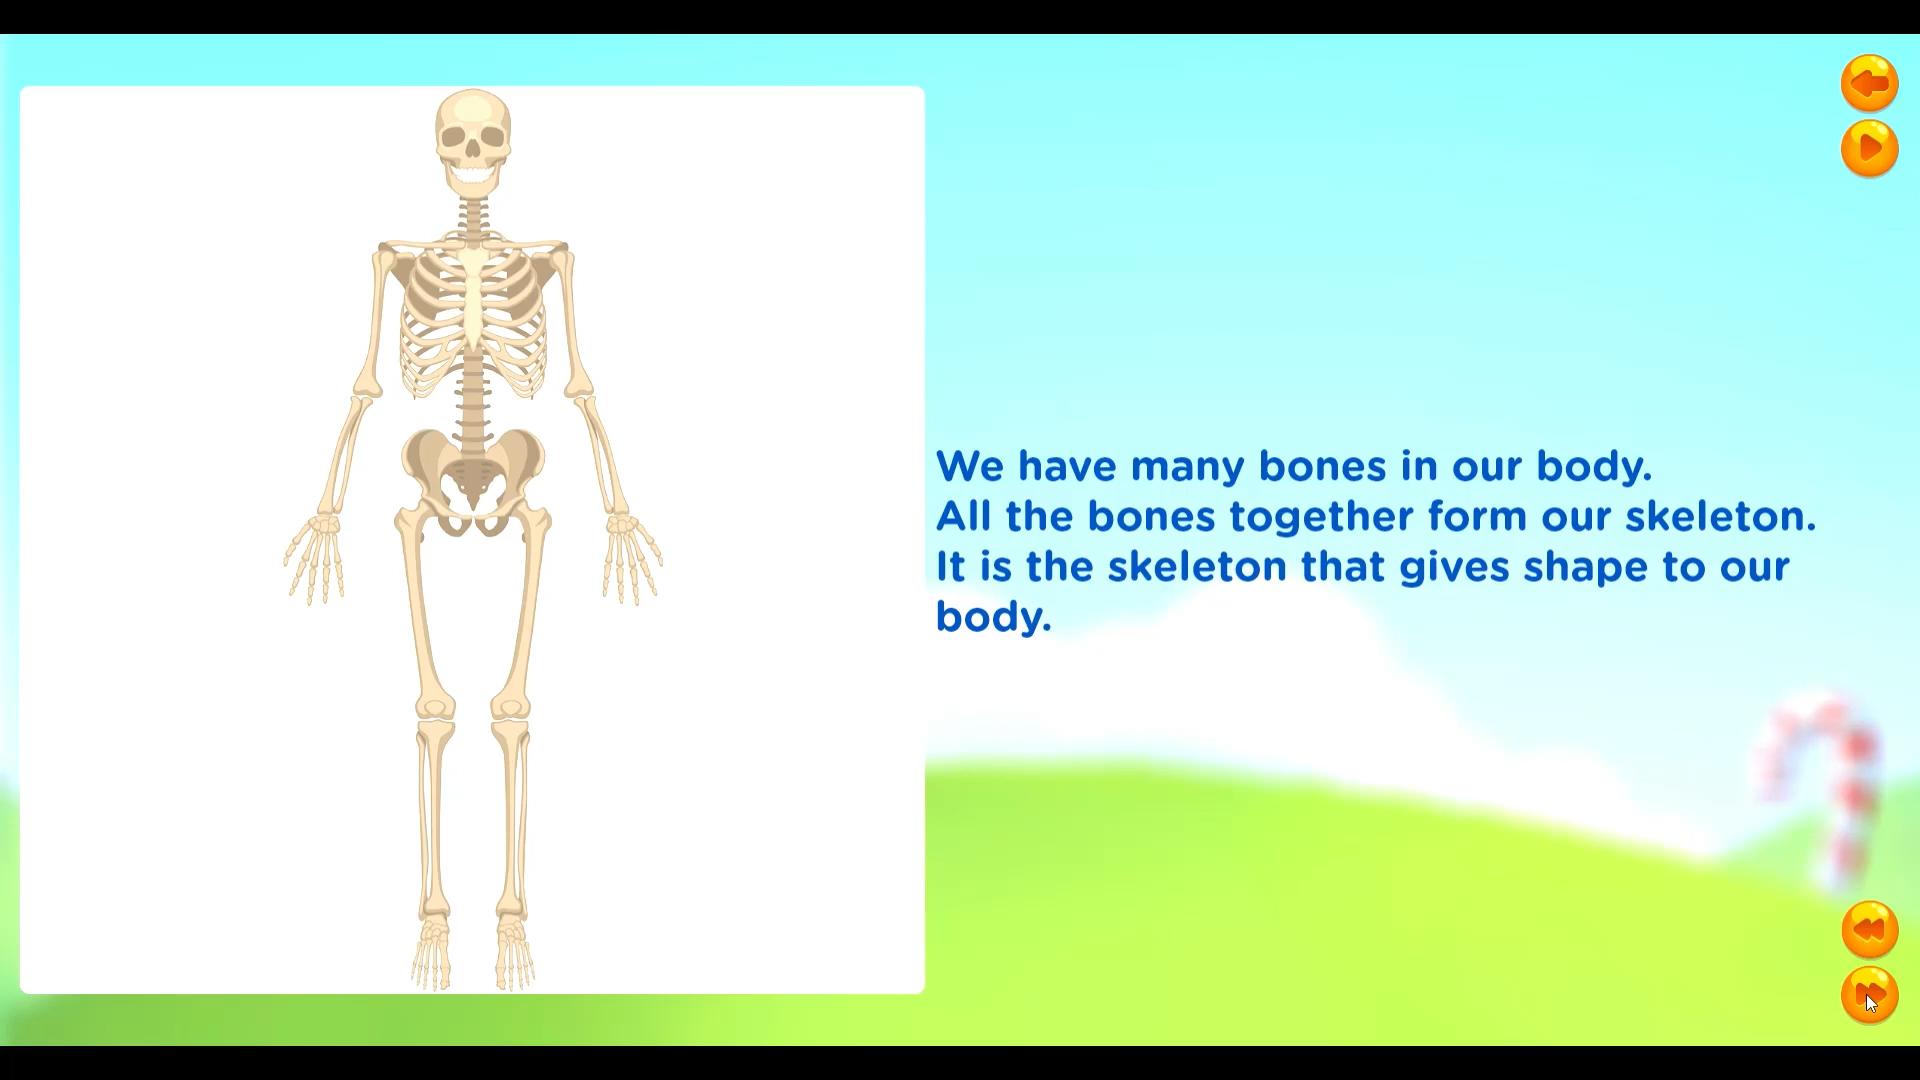 We have many bones in our body.
All the bones together form our skeleton.
It is the skeleton that gives shape to our
body.